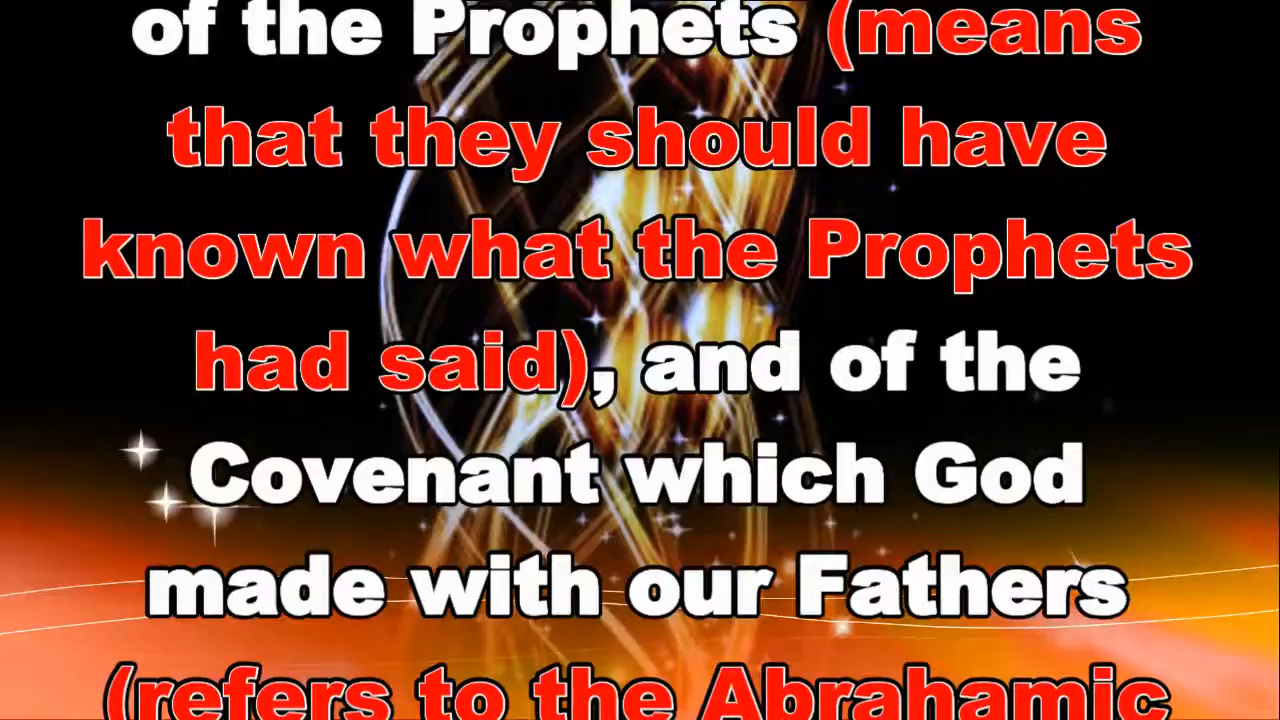 of the Prophets (means
that they should have
known what the Prophets
had said), and of the
Covenant which God
made with our Fathers
(refers to the Abrahamic